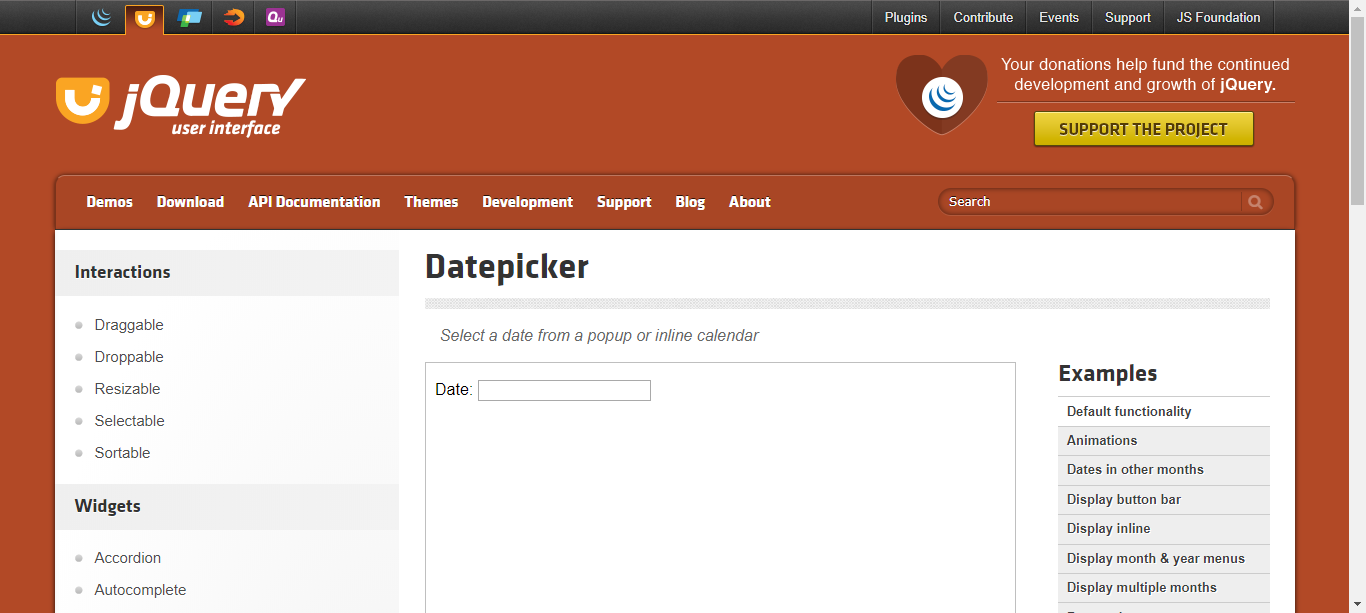 Plugins
Contribute
Events
Support
JS Foundation
Qu
jQuery
user interface
Your donations help fund the continued
development and growth of jQuery.
SUPPORT THE PROJECT
Demos
Download
API Documentation
Themes
Development
Support
Blog
About
Search
Interactions
Draggable
Droppable
Resizable
Selectable
Sortable
Widgets
Accordion
Autocomplete
Datepicker
Select a date from a popup or inline calendar
Date:
Examples
Default functionality
Animations
Dates in other months
Display button bar
Display inline
Display month & year menus
Display multiple months